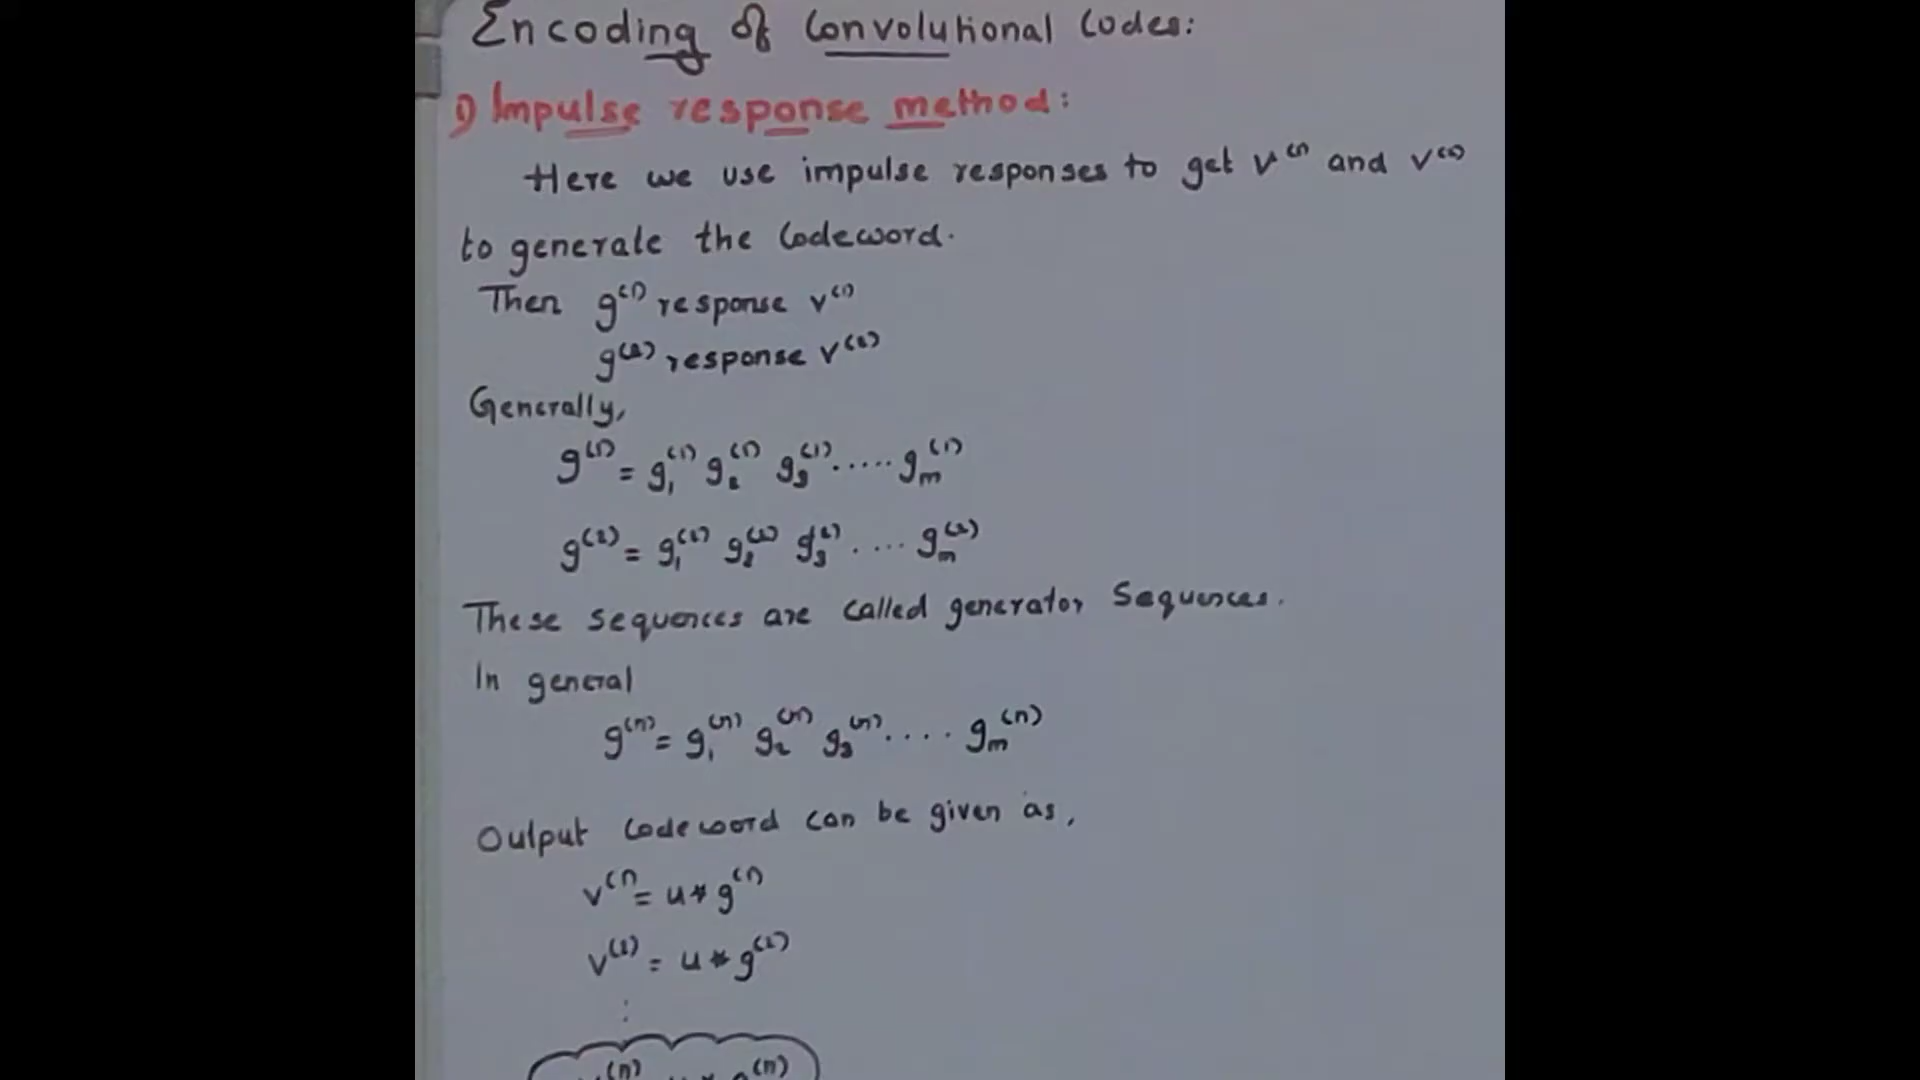 Encoding of Convolutional Codes:
1) Impulse response method:
Here we use impulse responses to get v⁽¹⁾ and v⁽²⁾
to generate the Codeword.
Then g⁽¹⁾ response v⁽¹⁾
g⁽²⁾ response v⁽²⁾
Generally,
g⁽¹⁾ = g₁⁽¹⁾ g₂⁽¹⁾ g₃⁽¹⁾ ..... gₘ⁽¹⁾
g⁽²⁾ = g₁⁽²⁾ g₂⁽²⁾ g₃⁽²⁾ .... gₘ⁽²⁾
These sequences are called generator Sequences.
In general
g⁽ⁿ⁾ = g₁⁽ⁿ⁾ g₂⁽ⁿ⁾ g₃⁽ⁿ⁾ .... gₘ⁽ⁿ⁾
Output Codeword can be given as,
v⁽¹⁾ = u * g⁽¹⁾
v⁽²⁾ = u * g⁽²⁾
⋮